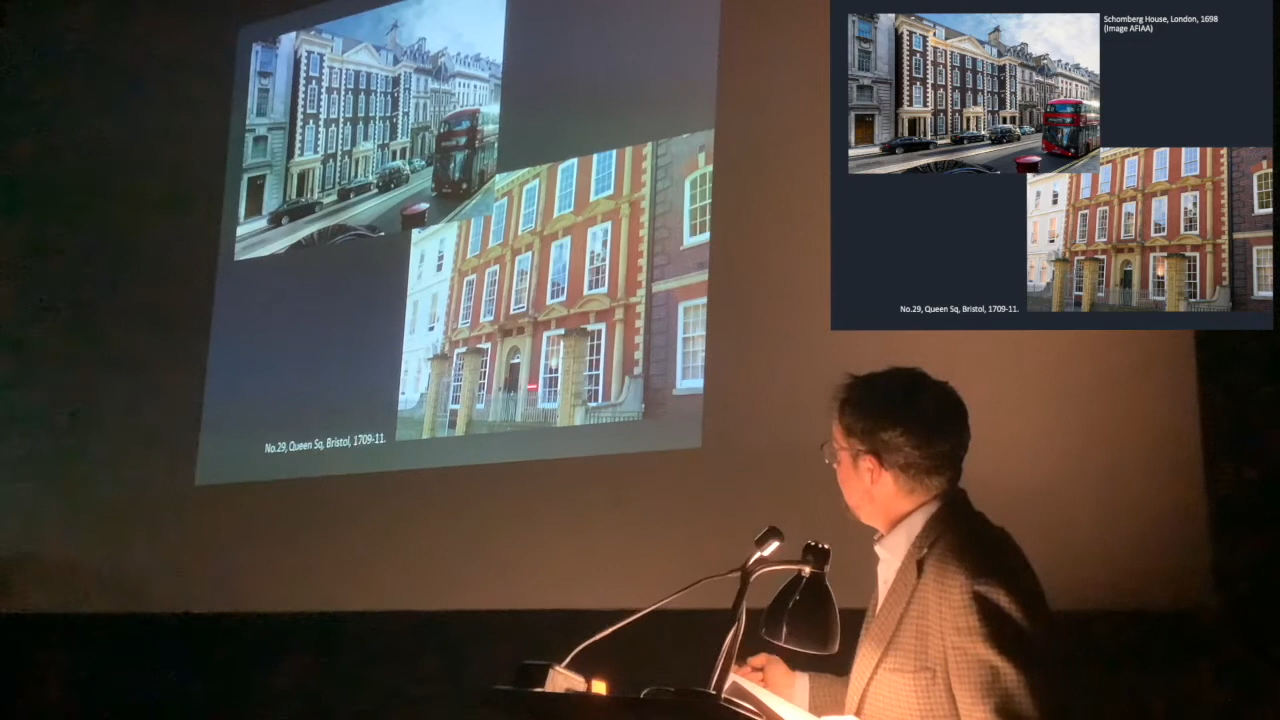 Schomberg House, London, 1698
(Image AFIAA)
No.29, Queen Sq, Bristol, 1709-11.
No.29, Queen Sq, Bristol, 1709-11.